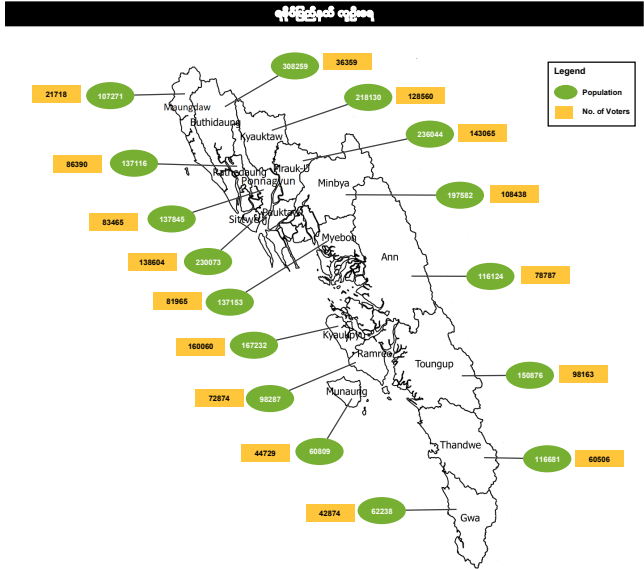 ရခိုင်ပြည်နယ် လူဦးရေ
308259 36359
Legend
Population
No. of Voters
21718 107271
218130 128560
Maungdaw
Buthidaung
Kyauktaw
236044 143065
86390 137116
Rathedaung
Ponnagyun
Mrauk-U
Minbya
197582 108438
83465 137845
Sittwe
Pauktaw
Myebon
138604 230073
Ann
116124 78787
81965 137153
160060 167232
Kyaukpyu
Ramree
Toungup
150876 98163
72874 98287
Munaung
44729 60809
Thandwe
116681 60506
42874 62238
Gwa